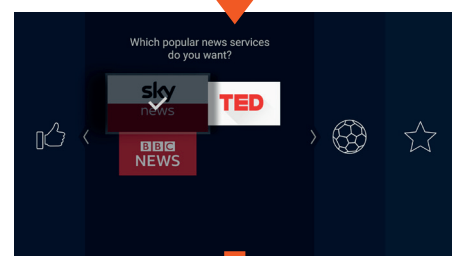 Which popular news services
do you want?
sky
news
TED
BBC
NEWS